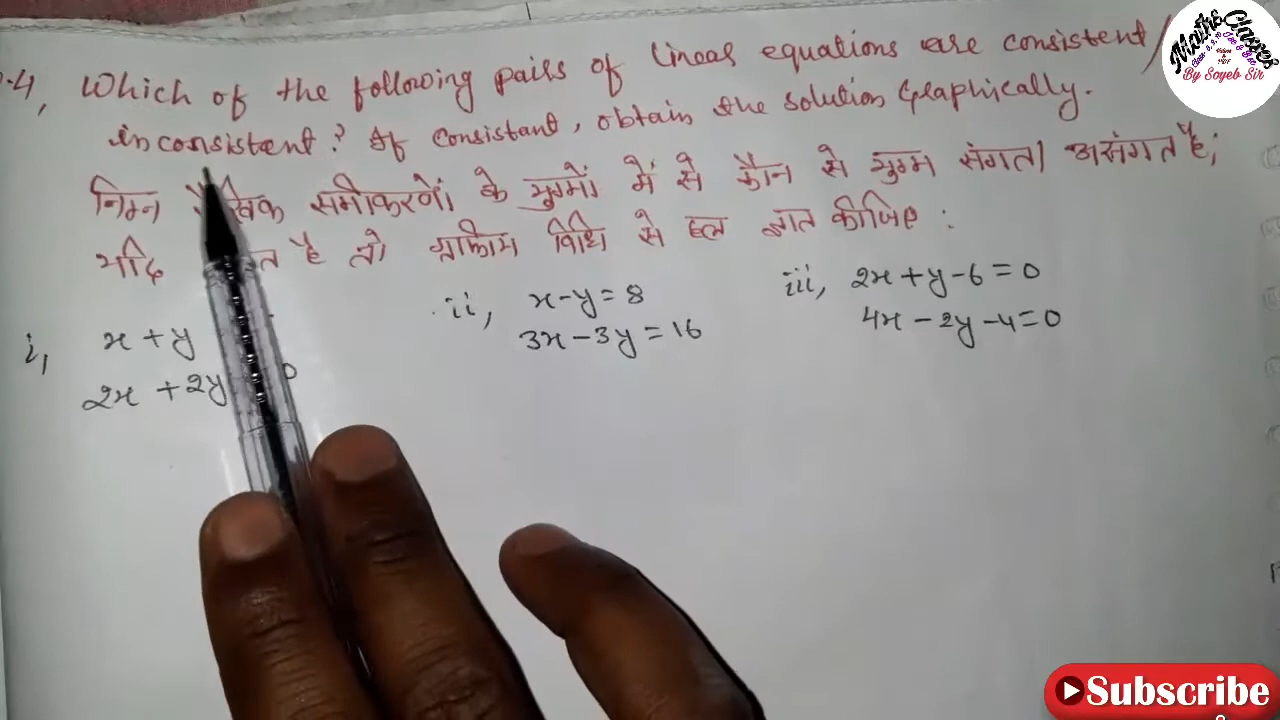 4, Which of the following pairs of linear equations are consistent/
inconsistent? If consistant, obtain the solution Graphically.
निम्न समीकरणों के युग्मों में से कौन से युग्म संगत। असंगत है;
यदि है तो ग्राफिय विधि से हल ज्ञात कीजिए :
i, x + y
2x + 2y 0
ii, x - y = 8
3x - 3y = 16
iii, 2x + y - 6 = 0
4x - 2y - 4 = 0
Maths Classes
By Soyeb Sir
Subscribe